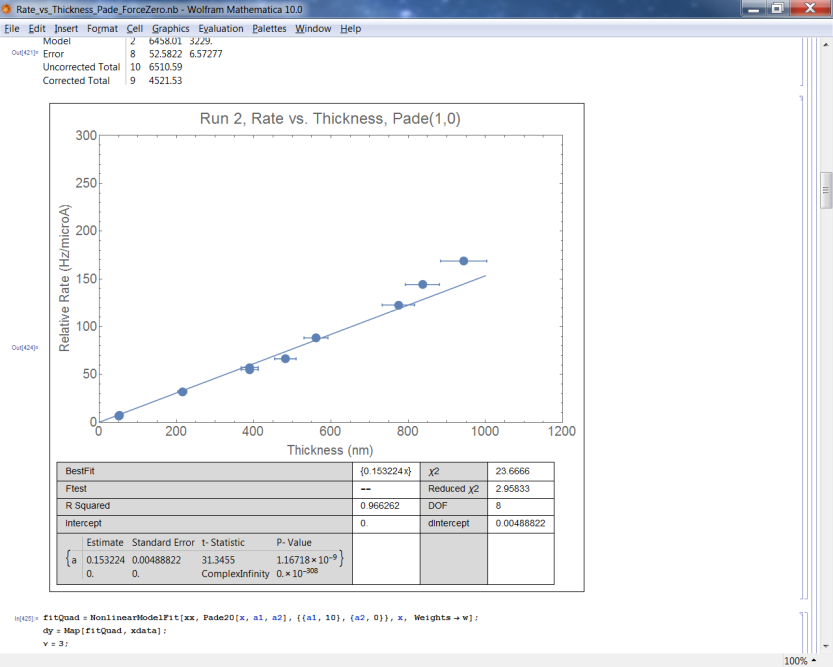 Rate_vs_Thickness_Pade_ForceZero.nb - Wolfram Mathematica 10.0
File Edit Insert Format Cell Graphics Evaluation Palettes Window Help
Model 2 6458.01 3229.
Out[421]= Error 8 52.5822 6.57277
Uncorrected Total 10 6510.59
Corrected Total 9 4521.53
Run 2, Rate vs. Thickness, Pade(1,0)
300
250
200
150
100
50
0
Relative Rate (Hz/microA)
Out[424]=
0 200 400 600 800 1000 1200
Thickness (nm)
BestFit {0.153224 x} χ2 23.6666
Ftest -- Reduced χ2 2.95833
R Squared 0.966262 DOF 8
Intercept 0. dIntercept 0.00488822
Estimate Standard Error t- Statistic P- Value
{a 0.153224 0.00488822 31.3455 1.16718 × 10^-9}
0. 0. ComplexInfinity 0. × 10^-308
In[425]:= fitQuad = NonlinearModelFit[xx, Pade20[x, a1, a2], {{a1, 10}, {a2, 0}}, x, Weights → w];
dy = Map[fitQuad, xdata];
v = 3;
100%